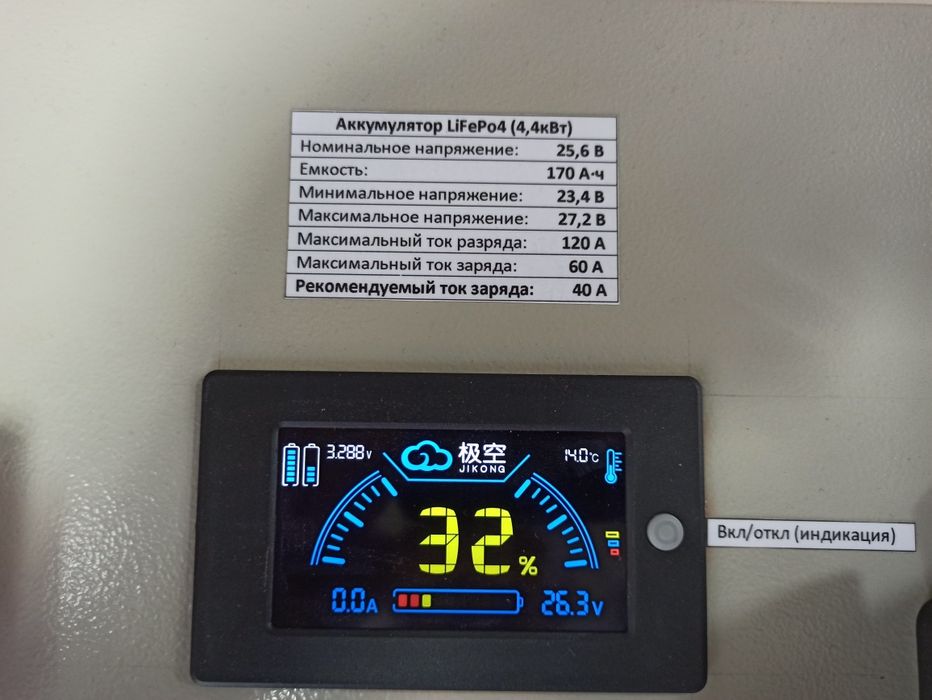 Аккумулятор LiFePo4 (4,4кВт)
Номинальное напряжение: 25,6 В
Емкость: 170 А·ч
Минимальное напряжение: 23,4 В
Максимальное напряжение: 27,2 В
Максимальный ток разряда: 120 А
Максимальный ток заряда: 60 А
Рекомендуемый ток заряда: 40 А
3.288v 极空 14.0°C
JIKONG
32%
Вкл/откл (индикация)
0.0A 26.3v